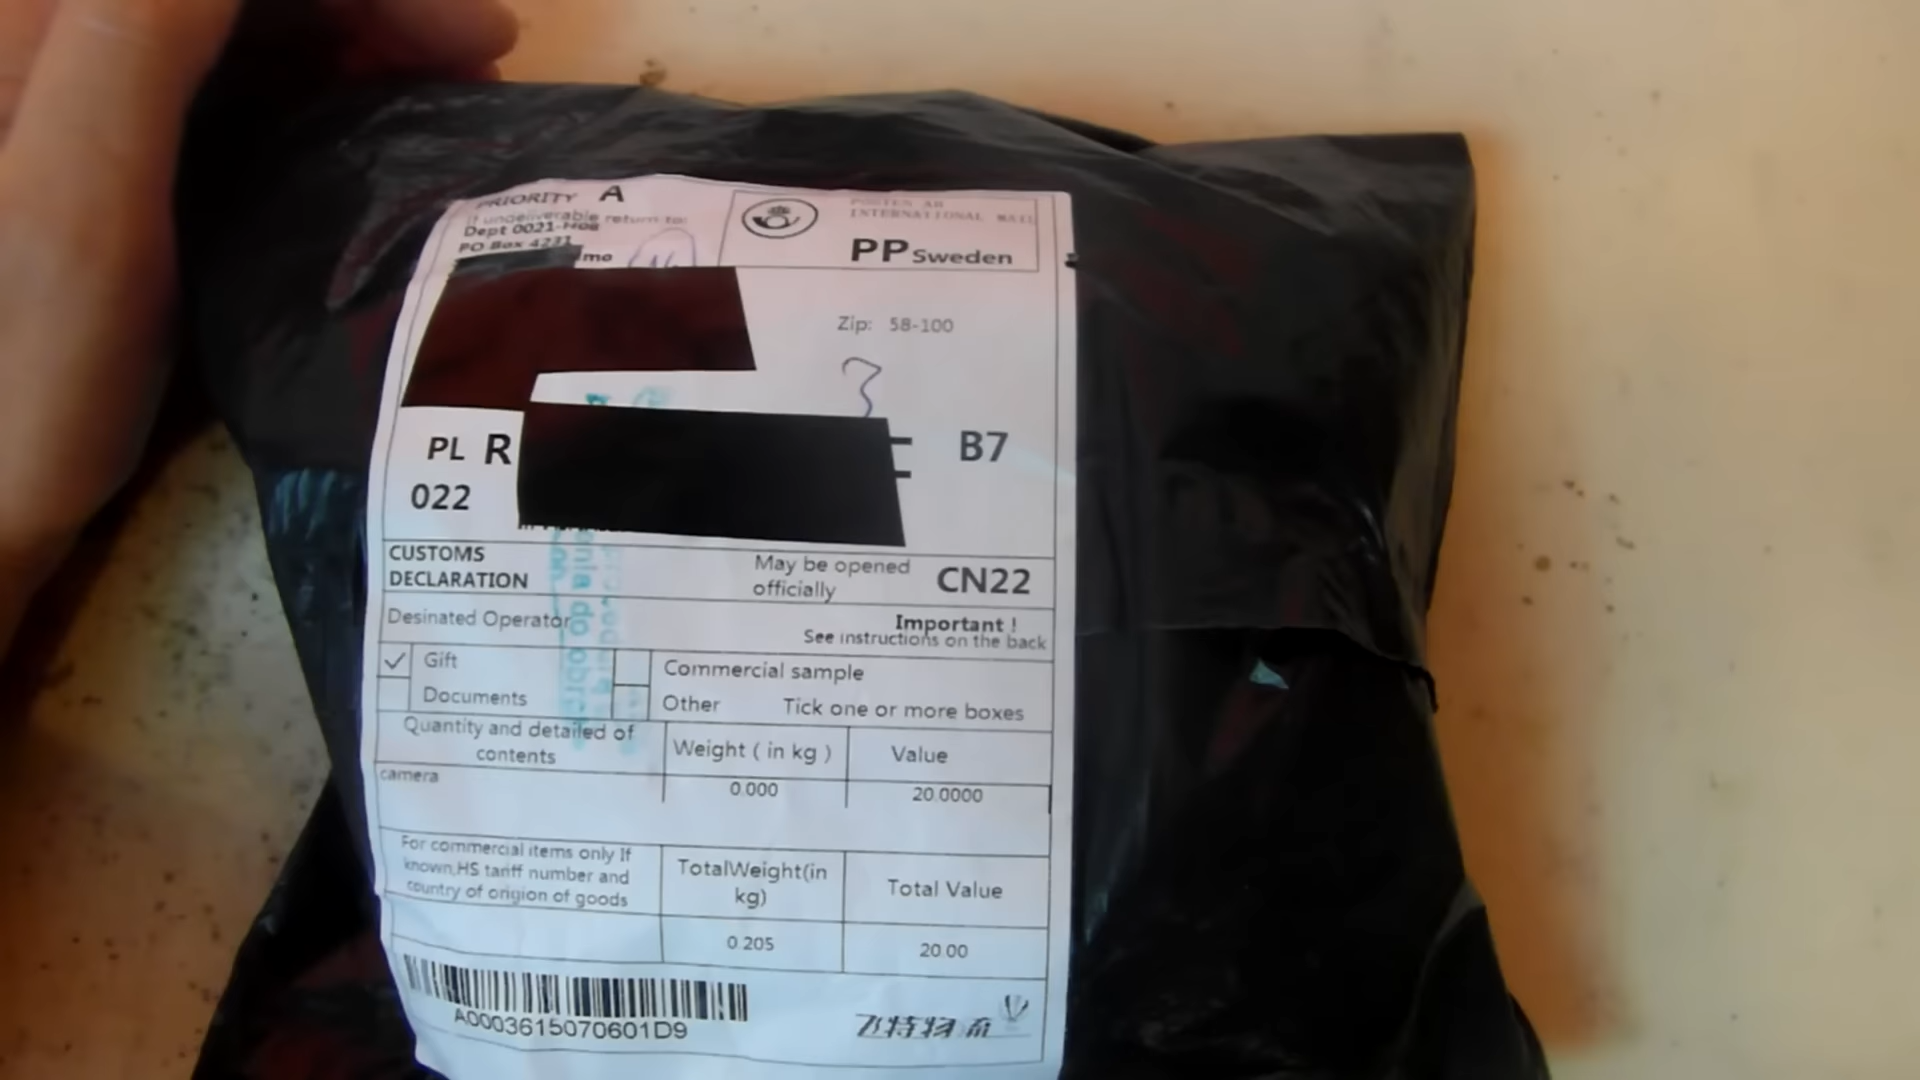 PRIORITY A
If undeliverable return to:
Dept 0021-
PO Box 4231
mo
POSTEN AB
INTERNATIONAL MAIL
PP Sweden
Zip: 58-100
3
PL R
022
B7
CUSTOMS
DECLARATION
May be opened
officially
CN22
Desinated Operator
Important !
See instructions on the back
Gift
Documents
Commercial sample
Other Tick one or more boxes
Quantity and detailed of
contents
Weight ( in kg )
Value
camera
0.000
20.0000
For commercial items only If
known,HS tariff number and
country of origion of goods
TotalWeight(in
kg)
Total Value
0.205
20.00
A0003615070601D9
飞特物流